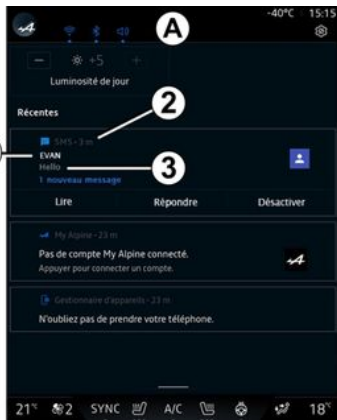 -40°C 15:15
A
+5
Luminosité de jour
Récentes
2
SMS • 3 m
EVAN
Hello
3
1 nouveau message
Lire Répondre Désactiver
My Alpine • 23 m
Pas de compte My Alpine connecté.
Appuyer pour connecter un compte.
Gestionnaire d'appareils • 23 m
N'oubliez pas de prendre votre téléphone.
21°c 2 SYNC A/C 18°c